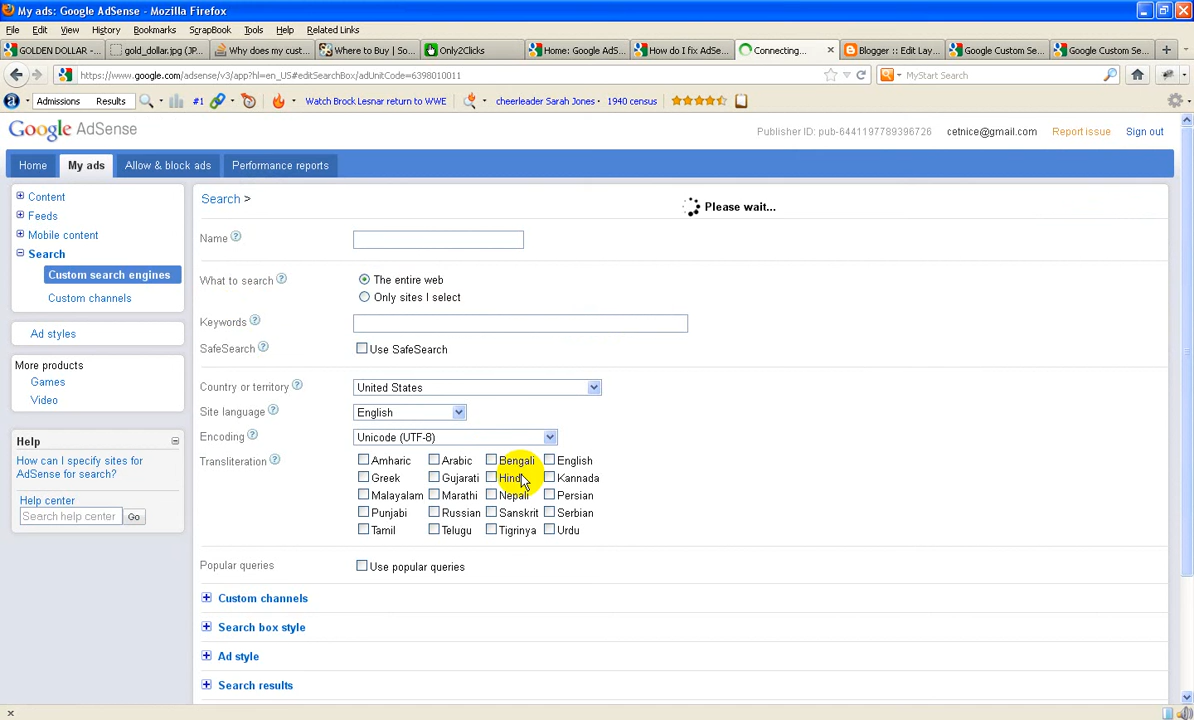 My ads: Google AdSense - Mozilla Firefox
File Edit View History Bookmarks ScrapBook Tools Help Related Links
GOLDEN DOLLAR -... gold_dollar.jpg (JP... Why does my cust... Where to Buy | So... Only2Clicks Home: Google AdS... How do I fix AdSe... Connecting... Blogger :: Edit Lay... Google Custom Se... Google Custom Se...
https://www.google.com/adsense/v3/app?hl=en_US#editSearchBox/adUnitCode=6398010011 MyStart Search
Admissions Results #1 Watch Brock Lesnar return to WWE cheerleader Sarah Jones · 1940 census
Google AdSense Publisher ID: pub-6441197789396726 cetnice@gmail.com Report issue Sign out
Home My ads Allow & block ads Performance reports
Content
Feeds
Mobile content
Search
Custom search engines
Custom channels
Ad styles
More products
Games
Video
Help
How can I specify sites for
AdSense for search?
Help center
Search help center Go
Search >
Please wait...
Name
What to search The entire web
Only sites I select
Keywords
SafeSearch Use SafeSearch
Country or territory United States
Site language English
Encoding Unicode (UTF-8)
Transliteration Amharic Arabic Bengali English
Greek Gujarati Hindi Kannada
Malayalam Marathi Nepali Persian
Punjabi Russian Sanskrit Serbian
Tamil Telugu Tigrinya Urdu
Popular queries Use popular queries
Custom channels
Search box style
Ad style
Search results